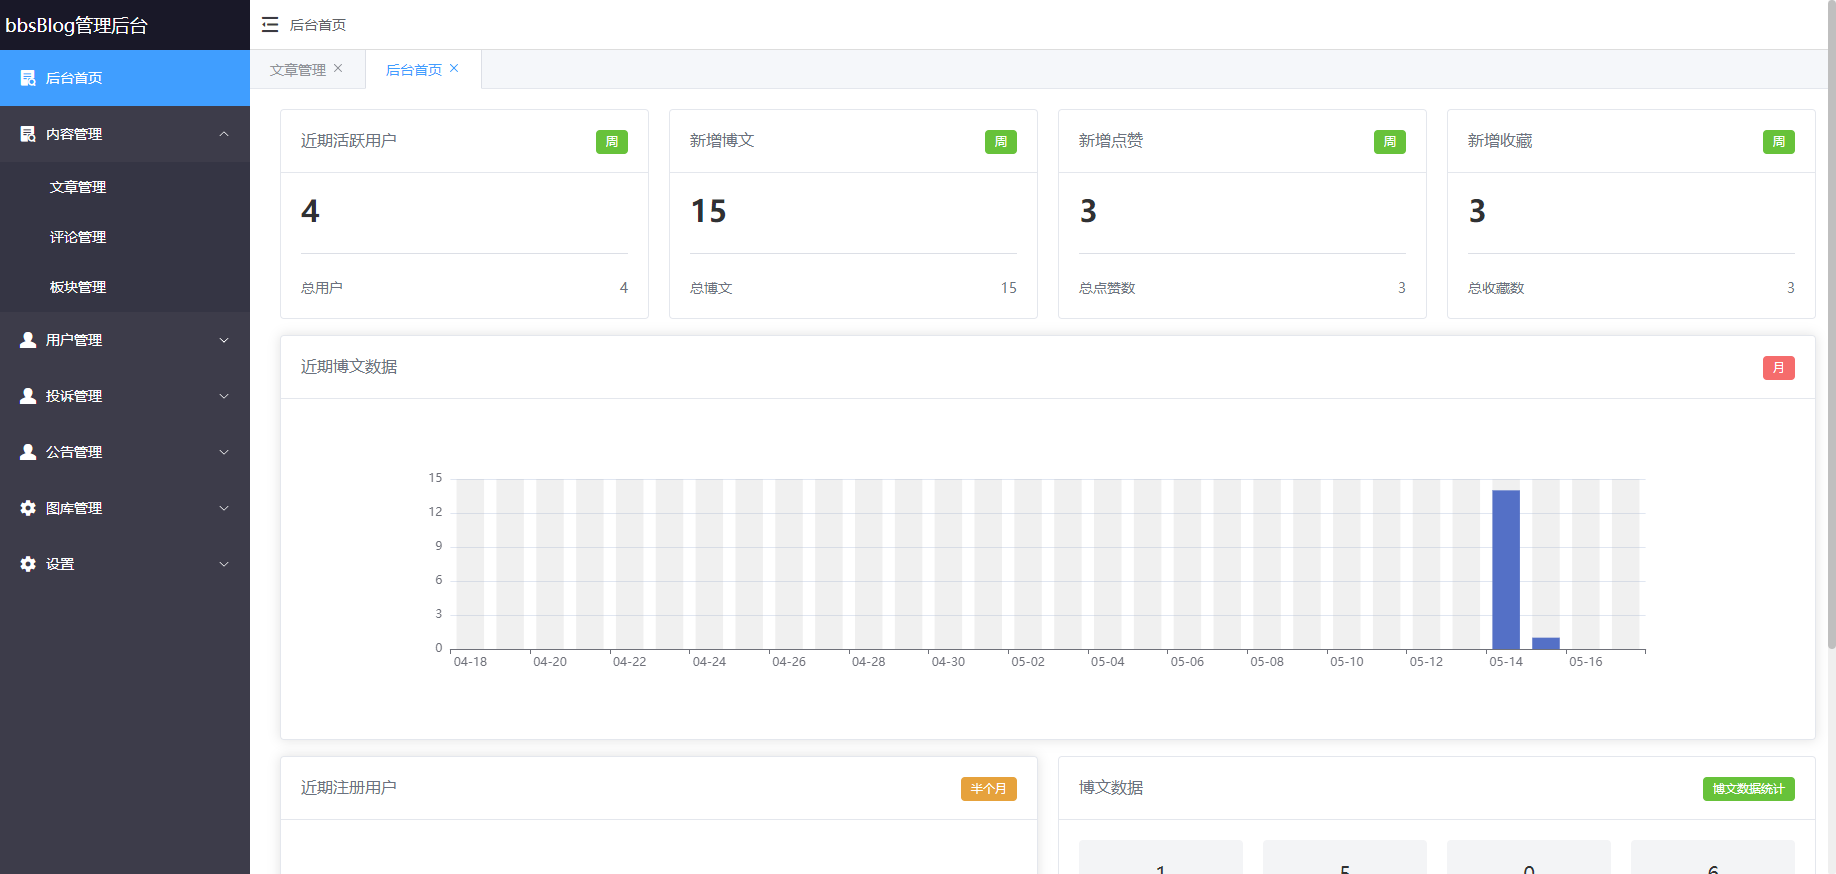 bbsBlog管理后台
后台首页
内容管理
文章管理
评论管理
板块管理
用户管理
投诉管理
公告管理
图库管理
设置
后台首页
文章管理
后台首页
近期活跃用户 周
4
总用户 4
新增博文 周
15
总博文 15
新增点赞 周
3
总点赞数 3
新增收藏 周
3
总收藏数 3
近期博文数据 月
15
12
9
6
3
0
04-18 04-20 04-22 04-24 04-26 04-28 04-30 05-02 05-04 05-06 05-08 05-10 05-12 05-14 05-16
近期注册用户 半个月
博文数据 博文数据统计
1 5 0 6